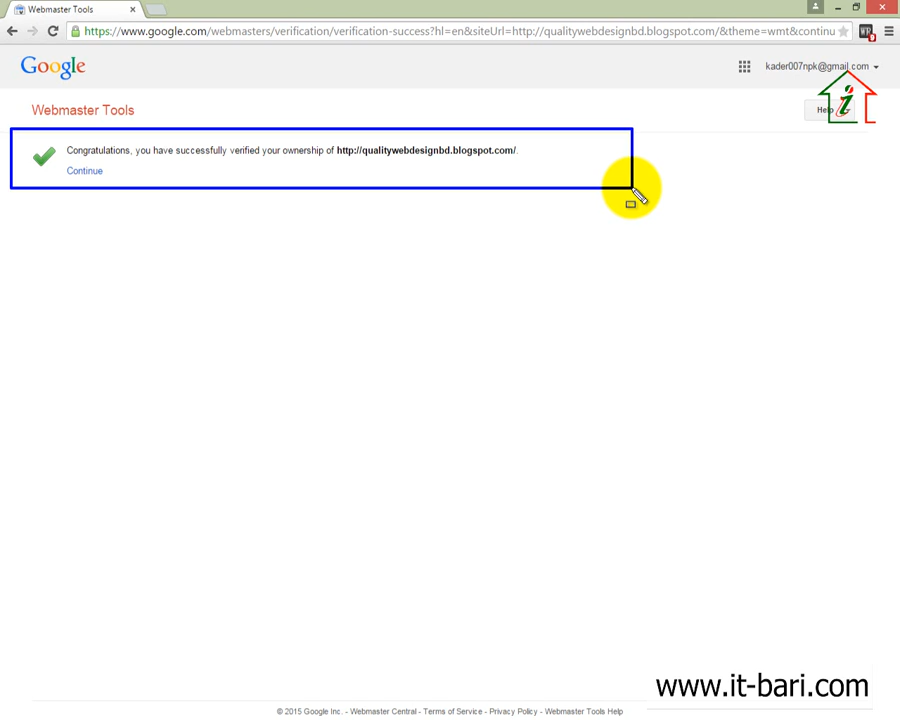 Webmaster Tools
https://www.google.com/webmasters/verification/verification-success?hl=en&siteUrl=http://qualitywebdesignbd.blogspot.com/&theme=wmt&continu
Google
kader007npk@gmail.com
Webmaster Tools
Help
i
Congratulations, you have successfully verified your ownership of http://qualitywebdesignbd.blogspot.com/.
Continue
www.it-bari.com
© 2015 Google Inc. - Webmaster Central - Terms of Service - Privacy Policy - Webmaster Tools Help